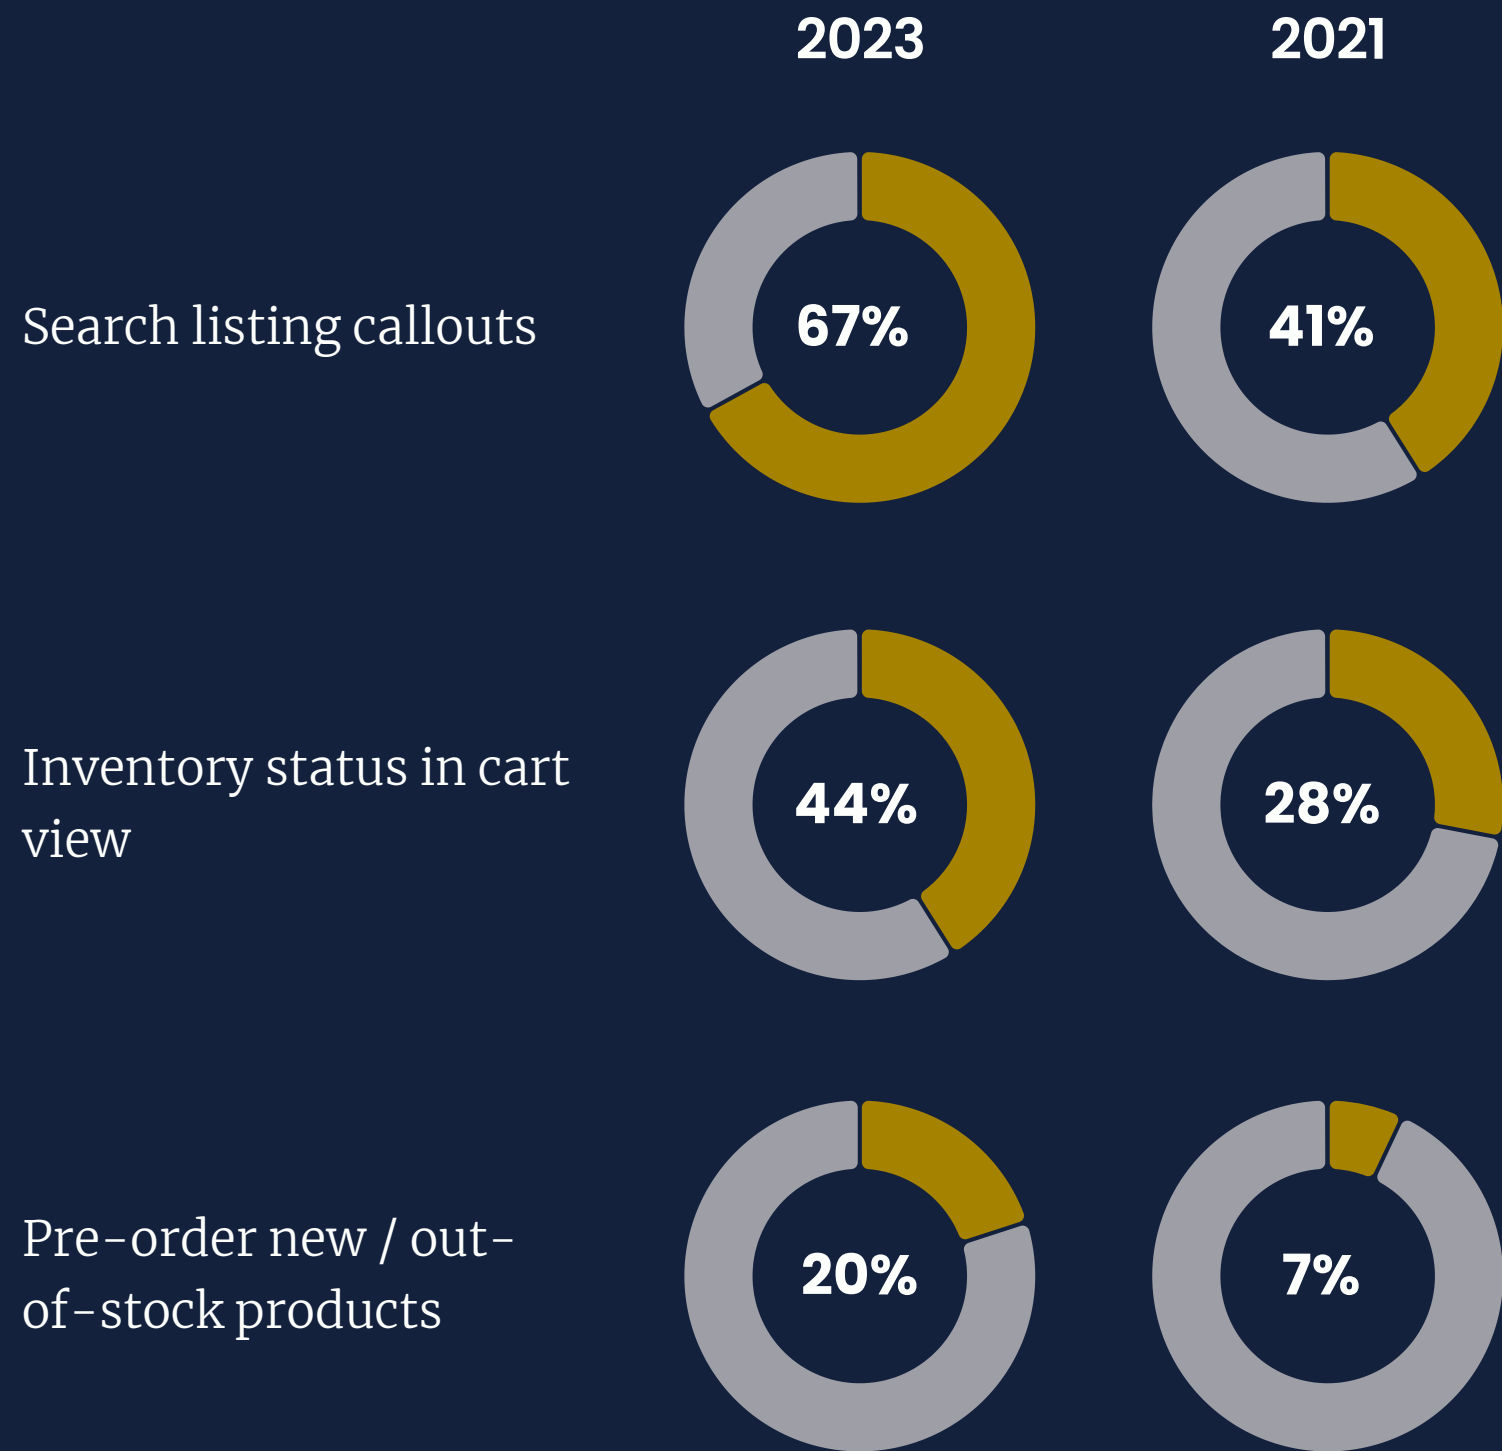 2023 2021
Search listing callouts 67% 41%
Inventory status in cart
view
44% 28%
Pre-order new / out-
of-stock products
20% 7%